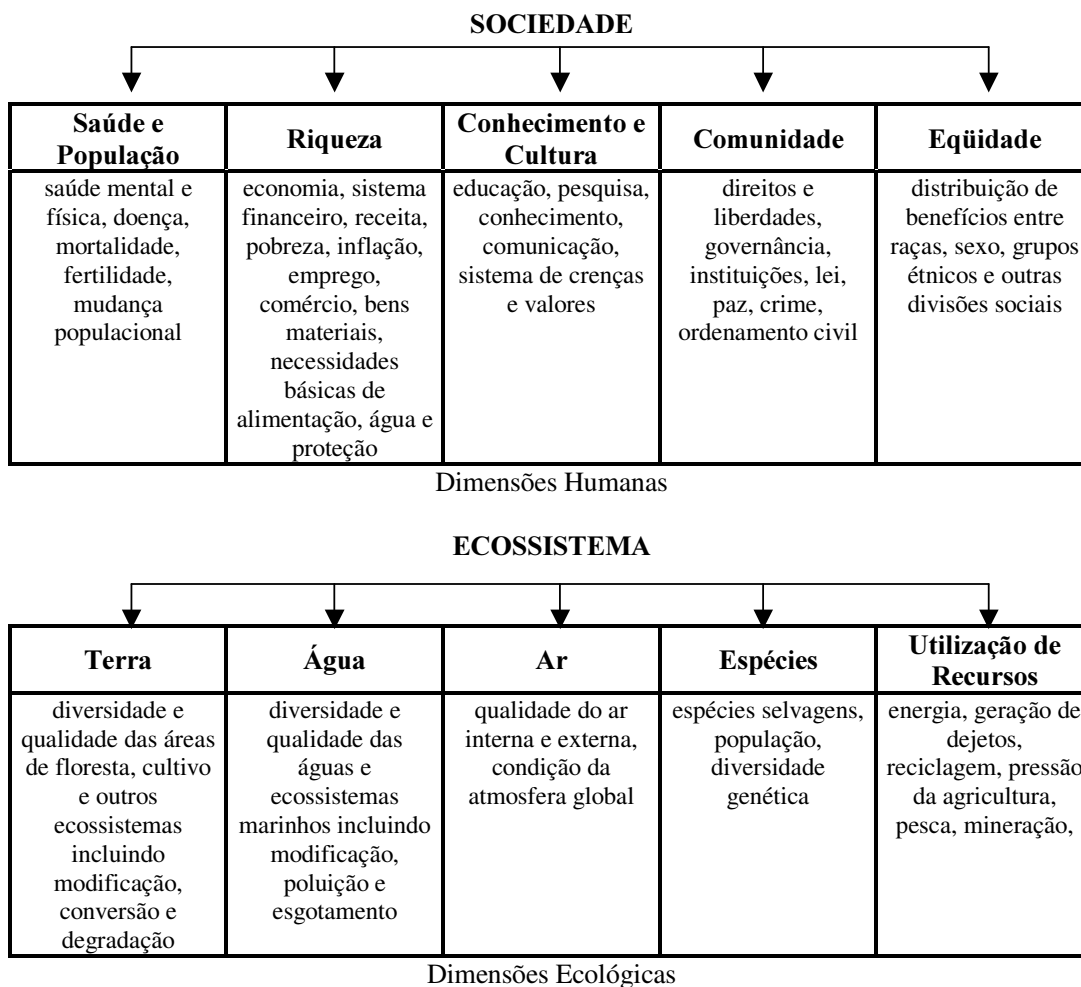 SOCIEDADE
Saúde e
População
Riqueza
Conhecimento e
Cultura
Comunidade
Eqüidade
saúde mental e
física, doença,
mortalidade,
fertilidade,
mudança
populacional
economia, sistema
financeiro, receita,
pobreza, inflação,
emprego,
comércio, bens
materiais,
necessidades
básicas de
alimentação, água e
proteção
educação, pesquisa,
conhecimento,
comunicação,
sistema de crenças
e valores
direitos e
liberdades,
governância,
instituições, lei,
paz, crime,
ordenamento civil
distribuição de
benefícios entre
raças, sexo, grupos
étnicos e outras
divisões sociais
Dimensões Humanas
ECOSSISTEMA
Terra
Água
Ar
Espécies
Utilização de
Recursos
diversidade e
qualidade das áreas
de floresta, cultivo
e outros
ecossistemas
incluindo
modificação,
conversão e
degradação
diversidade e
qualidade das
águas e
ecossistemas
marinhos incluindo
modificação,
poluição e
esgotamento
qualidade do ar
interna e externa,
condição da
atmosfera global
espécies selvagens,
população,
diversidade
genética
energia, geração de
dejetos,
reciclagem, pressão
da agricultura,
pesca, mineração,
Dimensões Ecológicas